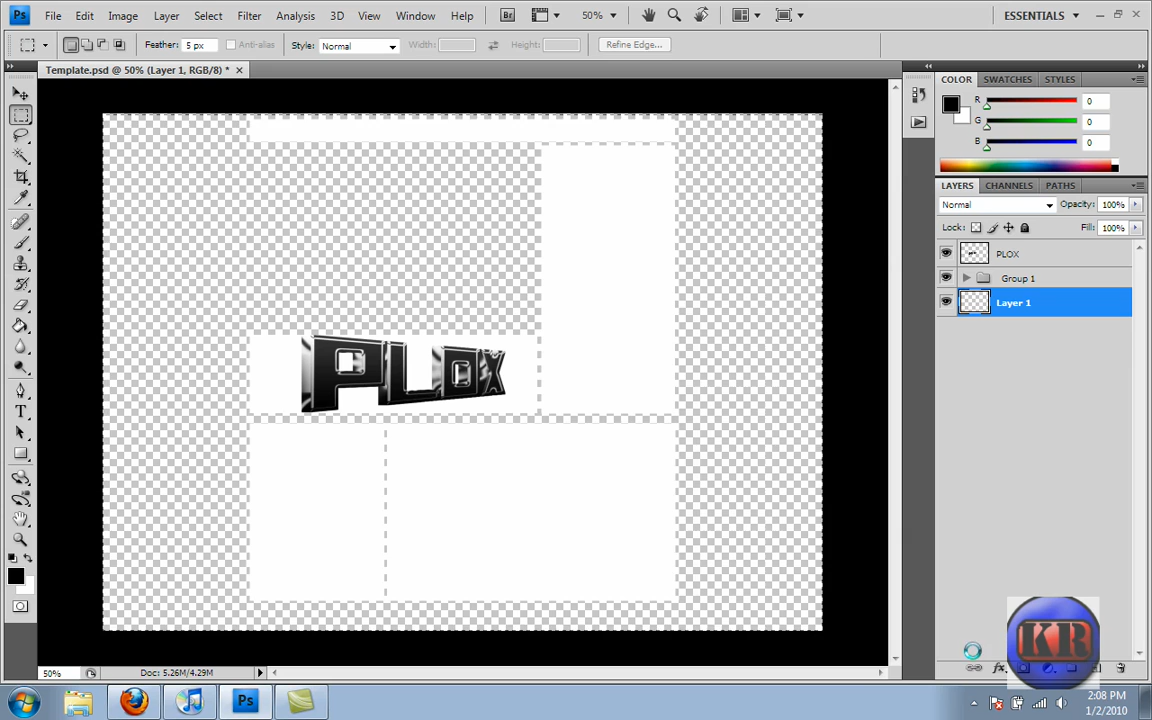 Ps File Edit Image Layer Select Filter Analysis 3D View Window Help Br 50% ESSENTIALS
Feather: 5 px Anti-alias Style: Normal Width: Height: Refine Edge...
Template.psd @ 50% (Layer 1, RGB/8) *
COLOR SWATCHES STYLES
R 0
G 0
B 0
LAYERS CHANNELS PATHS
Normal Opacity: 100%
Lock: Fill: 100%
PLOX
Group 1
Layer 1
PLOX
T
KR
50% Doc: 5.26M/4.29M
Ps
2:08 PM
1/2/2010